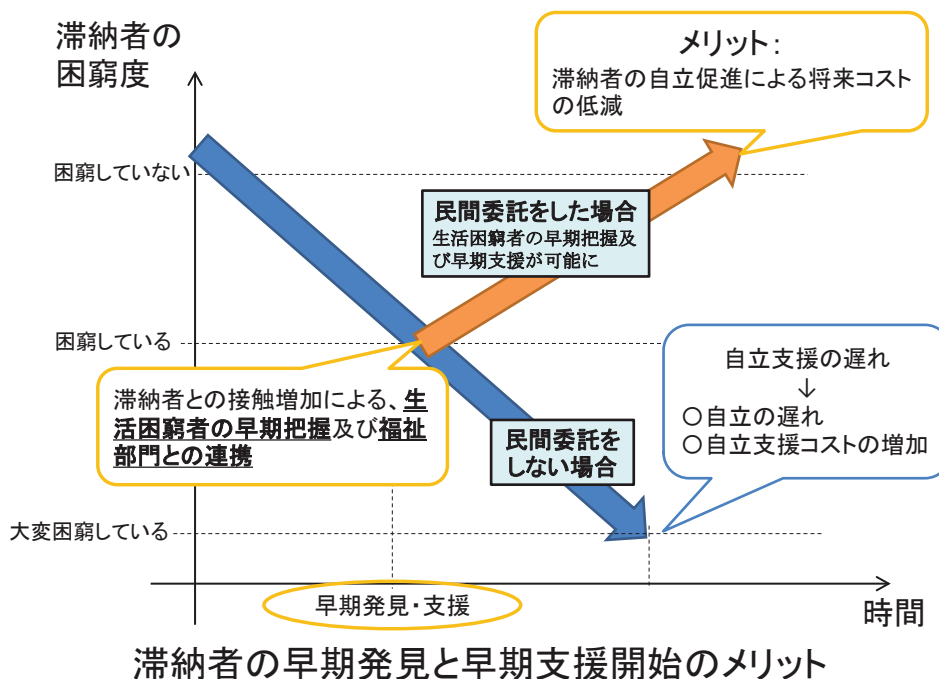 滞納者の
困窮度
メリット：
滞納者の自立促進による将来コスト
の低減
困窮していない
民間委託をした場合
生活困窮者の早期把握及
び早期支援が可能に
困窮している
滞納者との接触増加による、生
活困窮者の早期把握及び福祉
部門との連携
自立支援の遅れ
↓
○自立の遅れ
○自立支援コストの増加
民間委託を
しない場合
大変困窮している
早期発見・支援
時間
滞納者の早期発見と早期支援開始のメリット